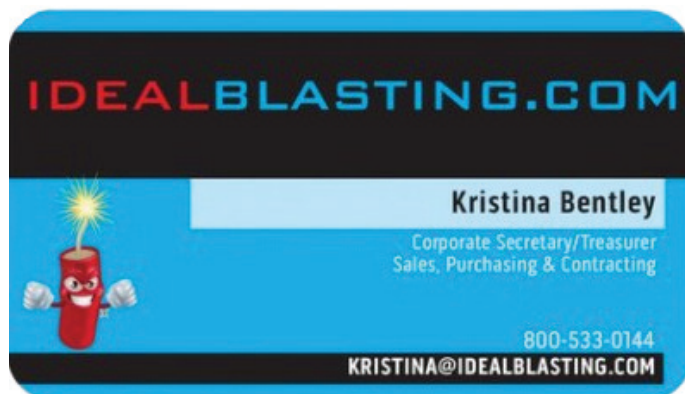 IDEALBLASTING.COM
Kristina Bentley
Corporate Secretary/Treasurer
Sales, Purchasing & Contracting
800-533-0144
KRISTINA@IDEALBLASTING.COM